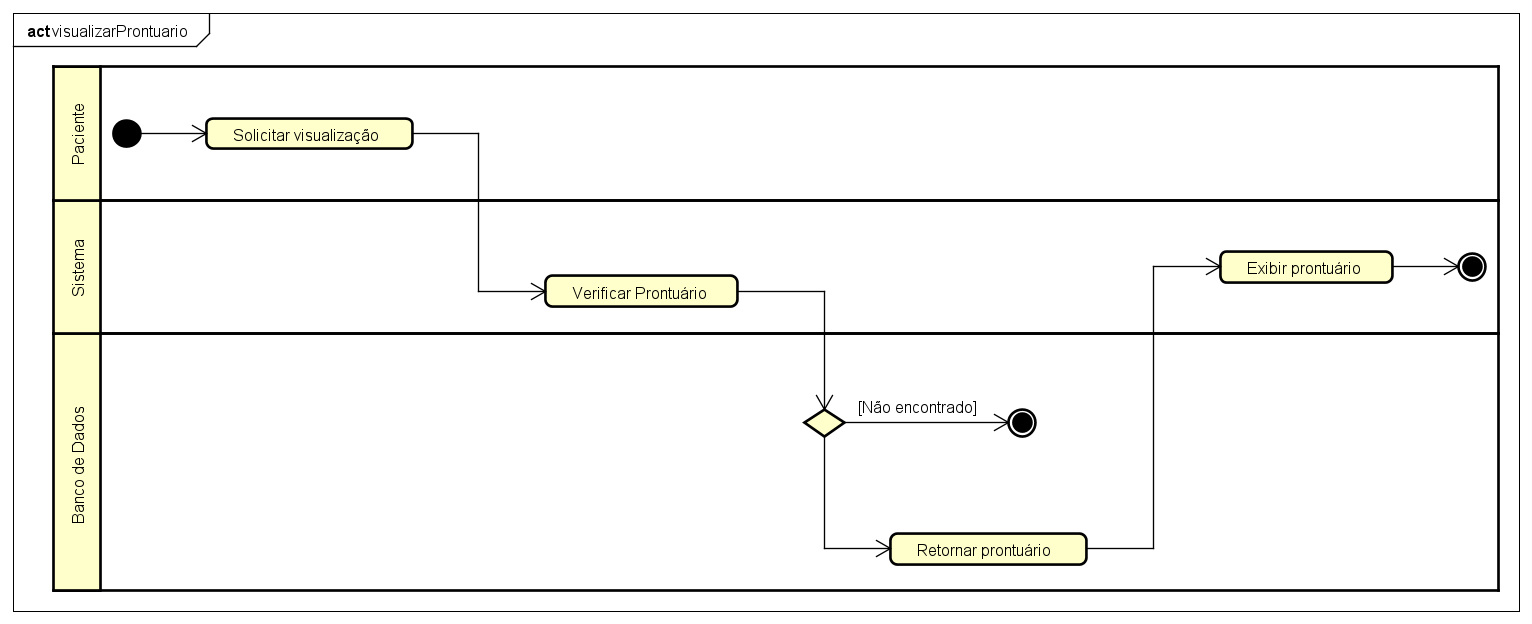 act visualizarProntuario
Paciente
Solicitar visualização
Sistema
Verificar Prontuário
Exibir prontuário
Banco de Dados
[Não encontrado]
Retornar prontuário